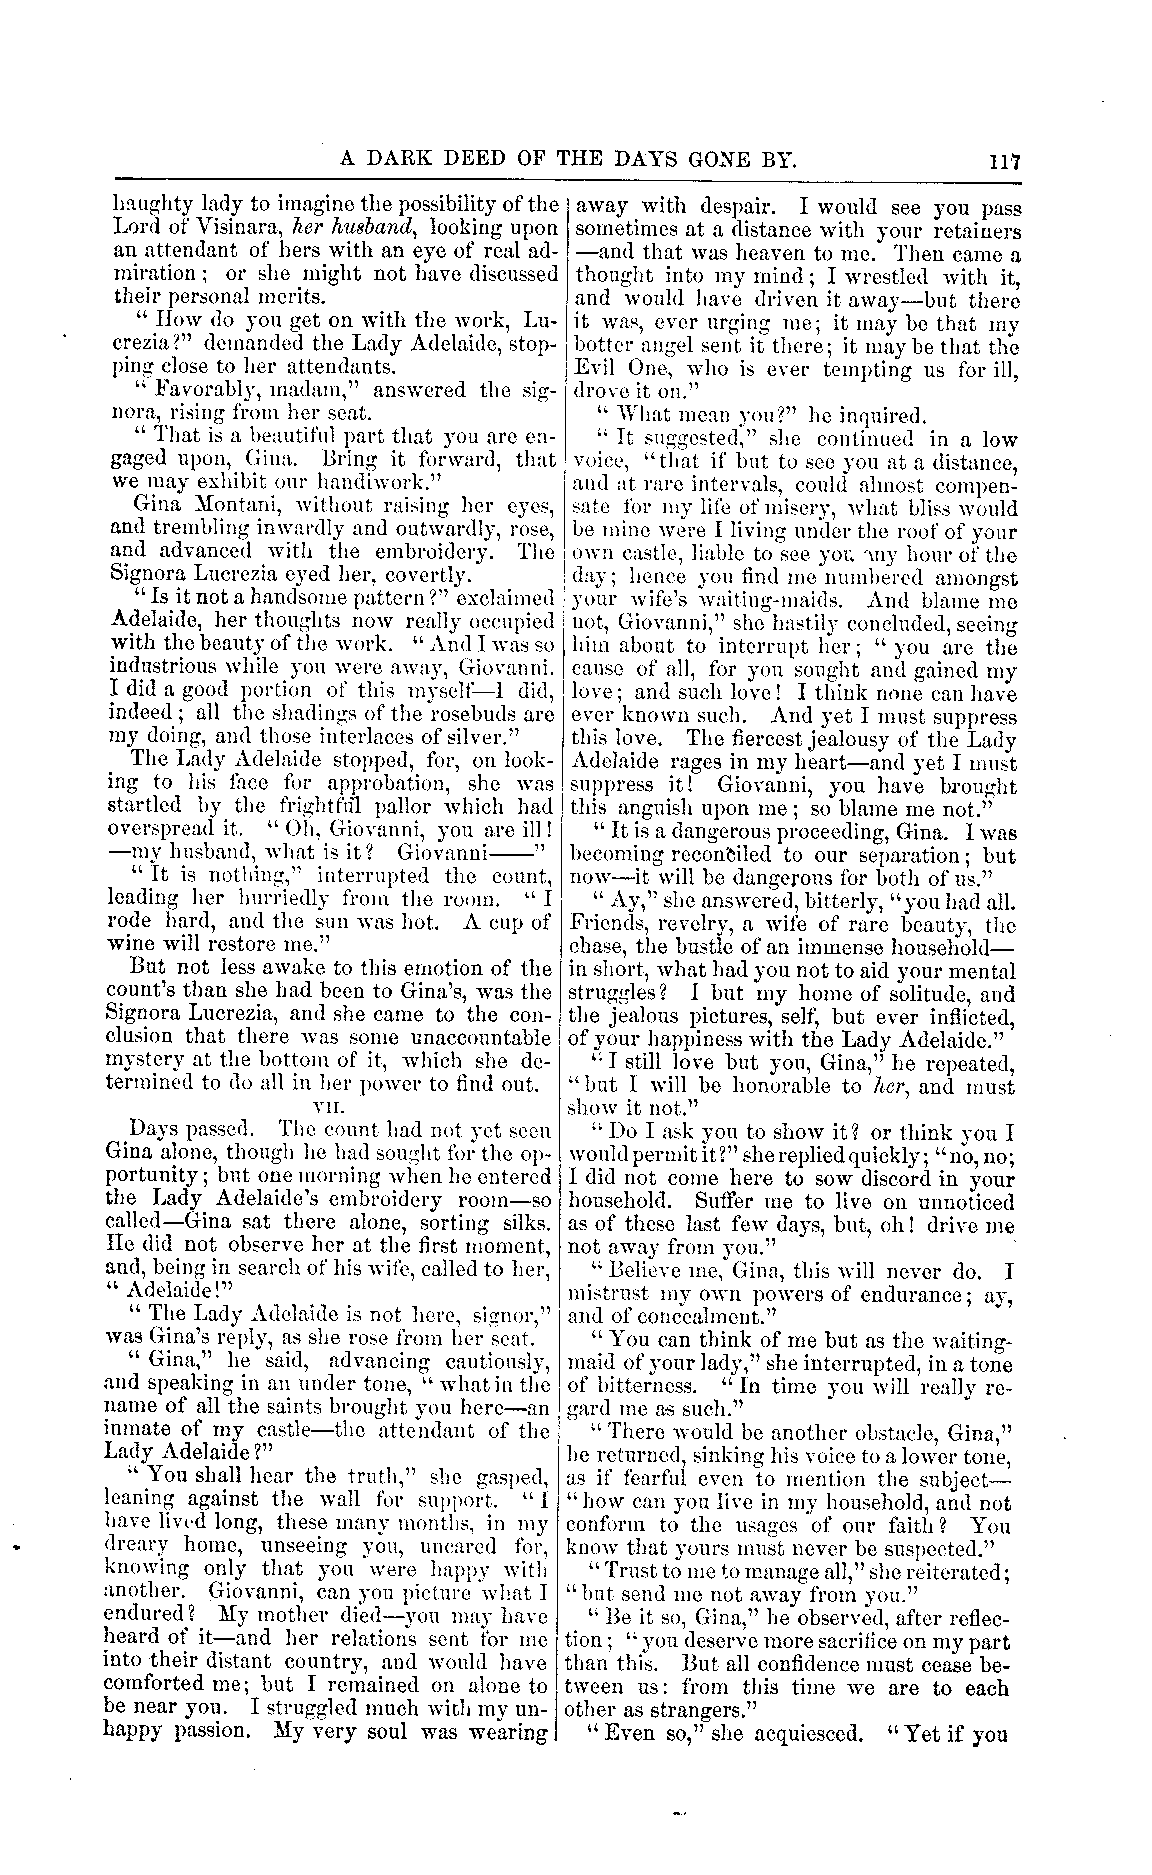 A DARK DEED OF THE DAYS GONE BY. 117
haughty lady to imagine the possibility of the
Lord of Visinara, her husband, looking upon
an attendant of hers with an eye of real ad-
miration; or she might not have discussed
their personal merits.
"How do you get on with the work, Lu-
crezia?" demanded the Lady Adelaide, stop-
ping close to her attendants.
"Favorably, madam," answered the sig-
nora, rising from her seat.
"That is a beautiful part that you are en-
gaged upon, Gina. Bring it forward, that
we may exhibit our handiwork."
Gina Montani, without raising her eyes,
and trembling inwardly and outwardly, rose,
and advanced with the embroidery. The
Signora Lucrezia eyed her, covertly.
"Is it not a handsome pattern?" exclaimed
Adelaide, her thoughts now really occupied
with the beauty of the work. "And I was so
industrious while you were away, Giovanni.
I did a good portion of this myself—I did,
indeed; all the shadings of the rosebuds are
my doing, and those interlaces of silver."
The Lady Adelaide stopped, for, on look-
ing to his face for approbation, she was
startled by the frightful pallor which had
overspread it. "Oh, Giovanni, you are ill!
—my husband, what is it? Giovanni——"
"It is nothing," interrupted the count,
leading her hurriedly from the room. "I
rode hard, and the sun was hot. A cup of
wine will restore me."
But not less awake to this emotion of the
count's than she had been to Gina's, was the
Signora Lucrezia, and she came to the con-
clusion that there was some unaccountable
mystery at the bottom of it, which she de-
termined to do all in her power to find out.
VII.
Days passed. The count had not yet seen
Gina alone, though he had sought for the op-
portunity; but one morning when he entered
the Lady Adelaide's embroidery room—so
called—Gina sat there alone, sorting silks.
He did not observe her at the first moment,
and, being in search of his wife, called to her,
"Adelaide!"
"The Lady Adelaide is not here, signor,"
was Gina's reply, as she rose from her seat.
"Gina," he said, advancing cautiously,
and speaking in an under tone, "what in the
name of all the saints brought you here—an
inmate of my castle—the attendant of the
Lady Adelaide?"
"You shall hear the truth," she gasped,
leaning against the wall for support. "I
have lived long, these many months, in my
dreary home, unseeing you, uncared for,
knowing only that you were happy with
another. Giovanni, can you picture what I
endured? My mother died—you may have
heard of it—and her relations sent for me
into their distant country, and would have
comforted me; but I remained on alone to
be near you. I struggled much with my un-
happy passion. My very soul was wearing
away with despair. I would see you pass
sometimes at a distance with your retainers
—and that was heaven to me. Then came a
thought into my mind; I wrestled with it,
and would have driven it away—but there
it was, ever urging me; it may be that my
better angel sent it there; it may be that the
Evil One, who is ever tempting us for ill,
drove it on."
"What mean you?" he inquired.
"It suggested," she continued in a low
voice, "that if but to see you at a distance,
and at rare intervals, could almost compen-
sate for my life of misery, what bliss would
be mine were I living under the roof of your
own castle, liable to see you any hour of the
day; hence you find me numbered amongst
your wife's waiting-maids. And blame me
not, Giovanni," she hastily concluded, seeing
him about to interrupt her; "you are the
cause of all, for you sought and gained my
love; and such love! I think none can have
ever known such. And yet I must suppress
this love. The fiercest jealousy of the Lady
Adelaide rages in my heart—and yet I must
suppress it! Giovanni, you have brought
this anguish upon me; so blame me not."
"It is a dangerous proceeding, Gina. I was
becoming reconciled to our separation; but
now—it will be dangerous for both of us."
"Ay," she answered, bitterly, "you had all.
Friends, revelry, a wife of rare beauty, the
chase, the bustle of an immense household—
in short, what had you not to aid your mental
struggles? I but my home of solitude, and
the jealous pictures, self, but ever inflicted,
of your happiness with the Lady Adelaide."
"I still love but you, Gina," he repeated,
"but I will be honorable to her, and must
show it not."
"Do I ask you to show it? or think you I
would permit it?" she replied quickly; "no, no;
I did not come here to sow discord in your
household. Suffer me to live on unnoticed
as of these last few days, but, oh! drive me
not away from you."
"Believe me, Gina, this will never do. I
mistrust my own powers of endurance; ay,
and of concealment."
"You can think of me but as the waiting-
maid of your lady," she interrupted, in a tone
of bitterness. "In time you will really re-
gard me as such."
"There would be another obstacle, Gina,"
he returned, sinking his voice to a lower tone,
as if fearful even to mention the subject—
"how can you live in my household, and not
conform to the usages of our faith? You
know that yours must never be suspected."
"Trust to me to manage all," she reiterated;
"but send me not away from you."
"Be it so, Gina," he observed, after reflec-
tion; "you deserve more sacrifice on my part
than this. But all confidence must cease be-
tween us: from this time we are to each
other as strangers."
"Even so," she acquiesced. "Yet if you